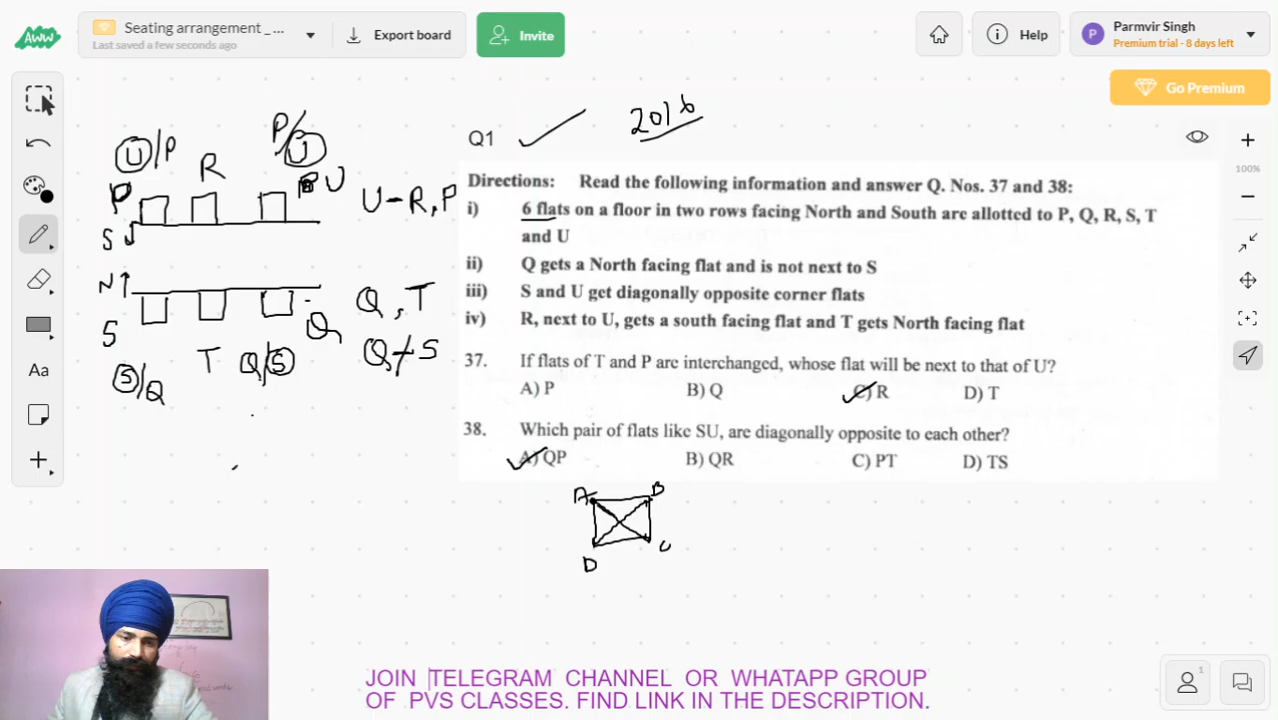 AWW
Seating arrangement _ ...
Last saved a few seconds ago
Export board
Invite
Help
P
Parmvir Singh
Premium trial - 8 days left
Go Premium
100%
Aa
1
Q1
2016
Directions: Read the following information and answer Q. Nos. 37 and 38:
i) 6 flats on a floor in two rows facing North and South are allotted to P, Q, R, S, T
and U
ii) Q gets a North facing flat and is not next to S
iii) S and U get diagonally opposite corner flats
iv) R, next to U, gets a south facing flat and T gets North facing flat
37. If flats of T and P are interchanged, whose flat will be next to that of U?
A) P B) Q C) R D) T
38. Which pair of flats like SU, are diagonally opposite to each other?
A) QP B) QR C) PT D) TS
U/P R P/U
P U
S
U - R, P
N
S Q
Q, T
S/Q T Q/S
Q S
A B
D C
JOIN TELEGRAM CHANNEL OR WHATAPP GROUP
OF PVS CLASSES. FIND LINK IN THE DESCRIPTION.